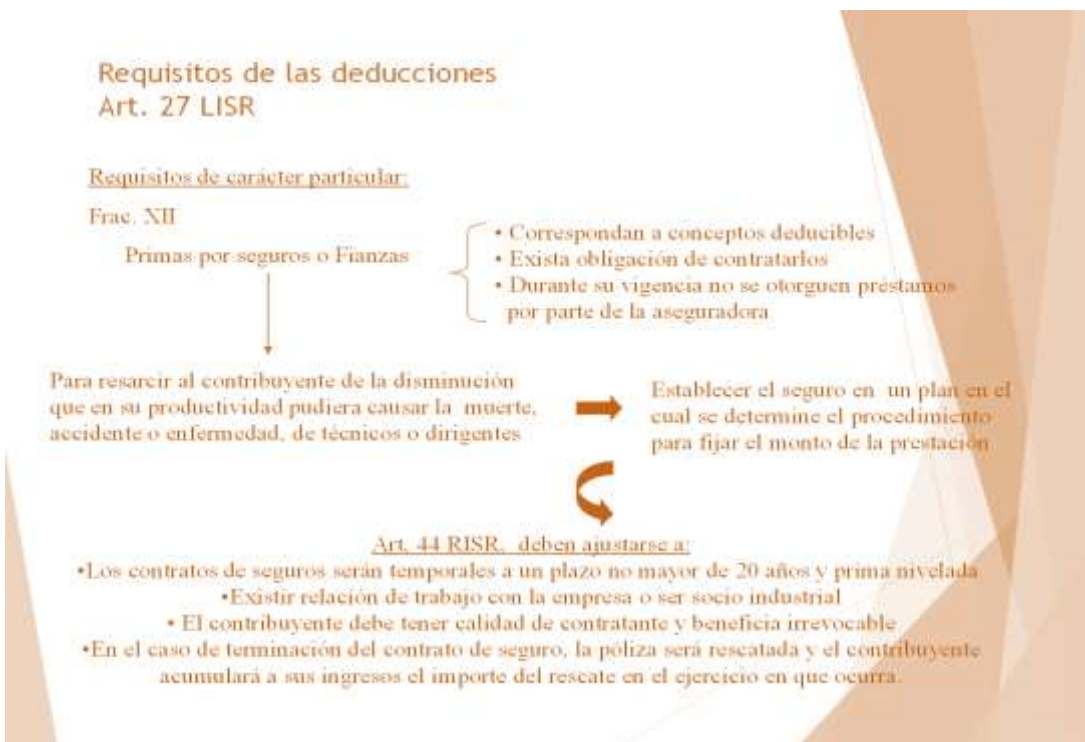 Requisitos de las deducciones
Art. 27 LISR
Requisitos de carácter particular:
Frac. XII
Primas por seguros o Fianzas
• Correspondan a conceptos deducibles
• Exista obligación de contratarlos
• Durante su vigencia no se otorguen préstamos
por parte de la aseguradora
Para resarcir al contribuyente de la disminución
que en su productividad pudiera causar la muerte,
accidente o enfermedad, de técnicos o dirigentes
Establecer el seguro en un plan en el
cual se determine el procedimiento
para fijar el monto de la prestación
Art. 44 RISR, deben ajustarse a:
•Los contratos de seguros serán temporales a un plazo no mayor de 20 años y prima nivelada
•Existir relación de trabajo con la empresa o ser socio industrial
• El contribuyente debe tener calidad de contratante y beneficia irrevocable
•En el caso de terminación del contrato de seguro, la póliza será rescatada y el contribuyente
acumulará a sus ingresos el importe del rescate en el ejercicio en que ocurra.